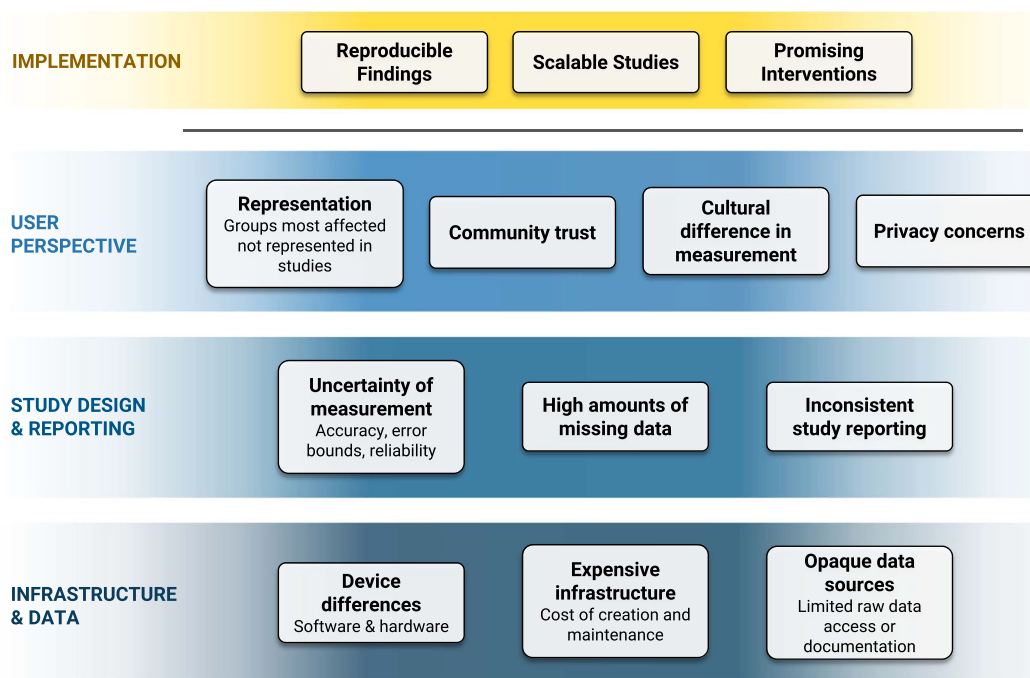 IMPLEMENTATION
Reproducible
Findings
Scalable Studies
Promising
Interventions
USER
PERSPECTIVE
Representation
Groups most affected
not represented in
studies
Community trust
Cultural
difference in
measurement
Privacy concerns
STUDY DESIGN
& REPORTING
Uncertainty of
measurement
Accuracy, error
bounds, reliability
High amounts of
missing data
Inconsistent
study reporting
INFRASTRUCTURE
& DATA
Device
differences
Software & hardware
Expensive
infrastructure
Cost of creation and
maintenance
Opaque data
sources
Limited raw data
access or
documentation